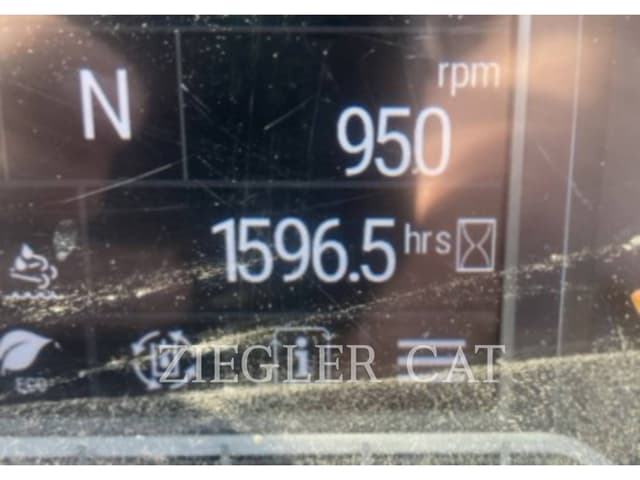 rpm
N 950
1596.5 hrs
ECO
ZIEGLER CAT